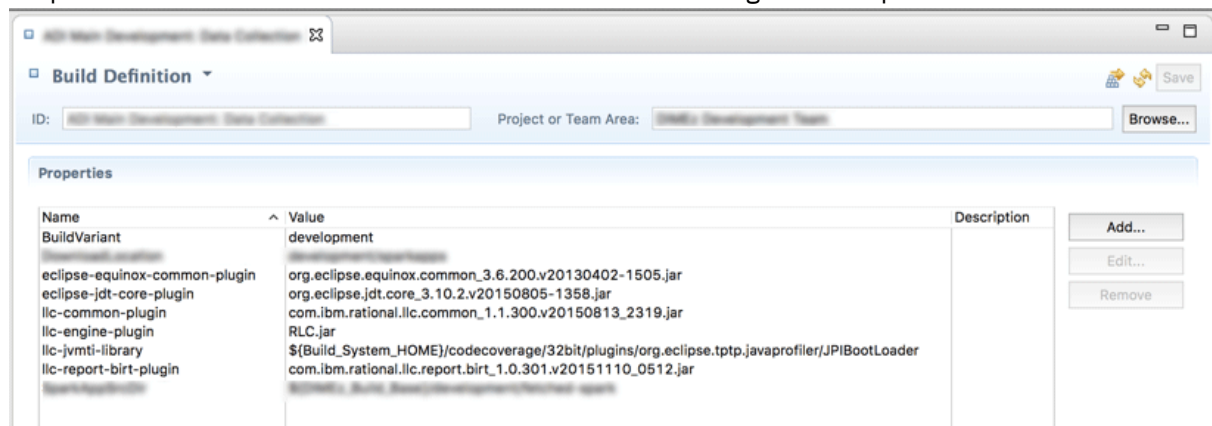 Build Definition
Save
ID: Project or Team Area: Browse...
Properties
Name Value Description
Add...
BuildVariant development
Edit...
eclipse-equinox-common-plugin org.eclipse.equinox.common_3.6.200.v20130402-1505.jar
eclipse-jdt-core-plugin org.eclipse.jdt.core_3.10.2.v20150805-1358.jar
Remove
llc-common-plugin com.ibm.rational.llc.common_1.1.300.v20150813_2319.jar
llc-engine-plugin RLC.jar
llc-jvmti-library ${Build_System_HOME}/codecoverage/32bit/plugins/org.eclipse.tptp.javaprofiler/JPIBootLoader
llc-report-birt-plugin com.ibm.rational.llc.report.birt_1.0.301.v20151110_0512.jar